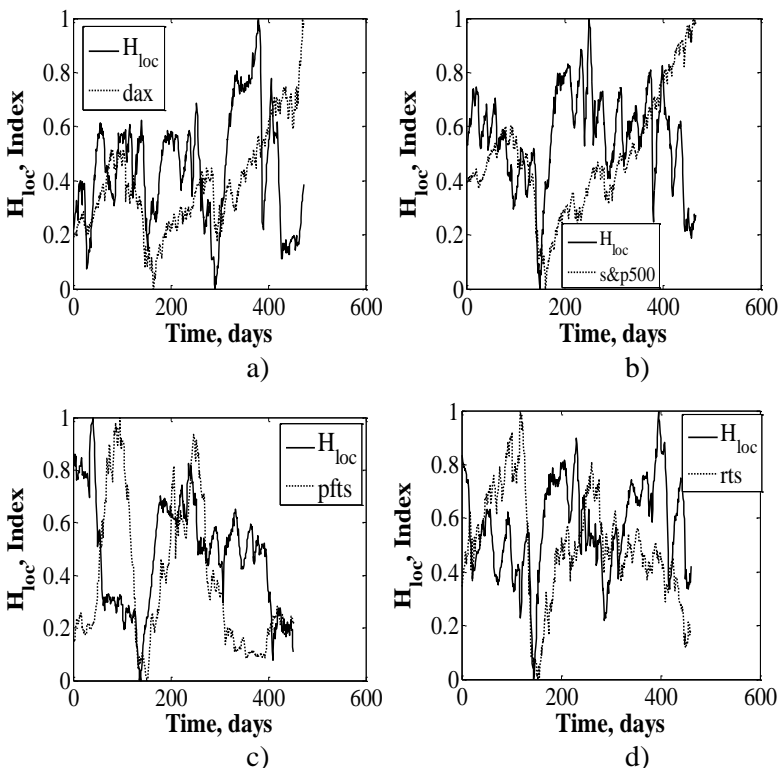 1
0.8
0.6
0.4
0.2
0
H_loc, Index
H_loc
dax
0 200 400 600
Time, days
a)
1
0.8
0.6
0.4
0.2
0
H_loc, Index
H_loc
s&p500
0 200 400 600
Time, days
b)
1
0.8
0.6
0.4
0.2
0
H_loc, Index
H_loc
pfts
0 200 400 600
Time, days
c)
1
0.8
0.6
0.4
0.2
0
H_loc, Index
H_loc
rts
0 200 400 600
Time, days
d)